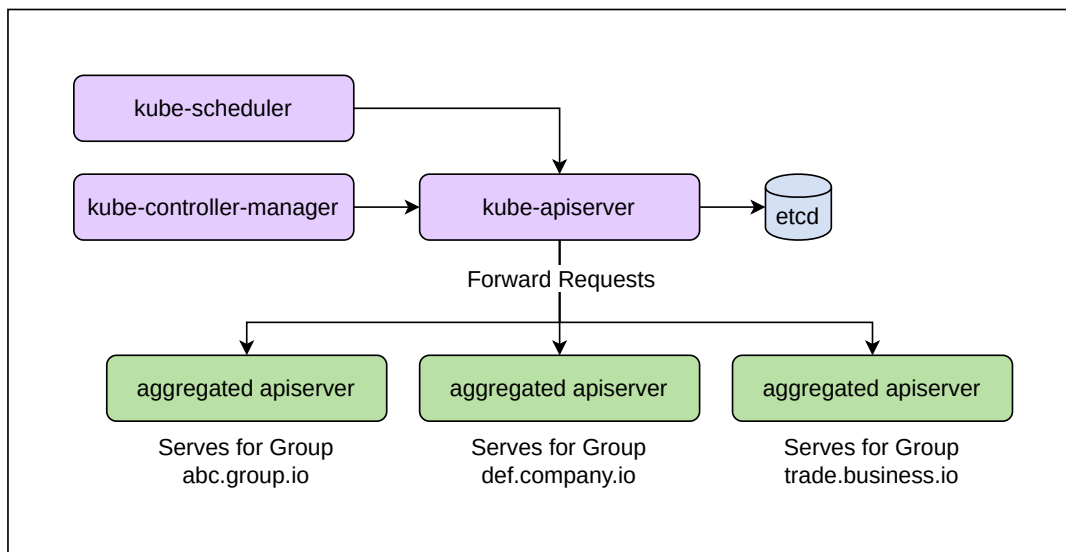 kube-scheduler
kube-controller-manager
kube-apiserver
etcd
Forward Requests
aggregated apiserver
aggregated apiserver
aggregated apiserver
Serves for Group
abc.group.io
Serves for Group
def.company.io
Serves for Group
trade.business.io